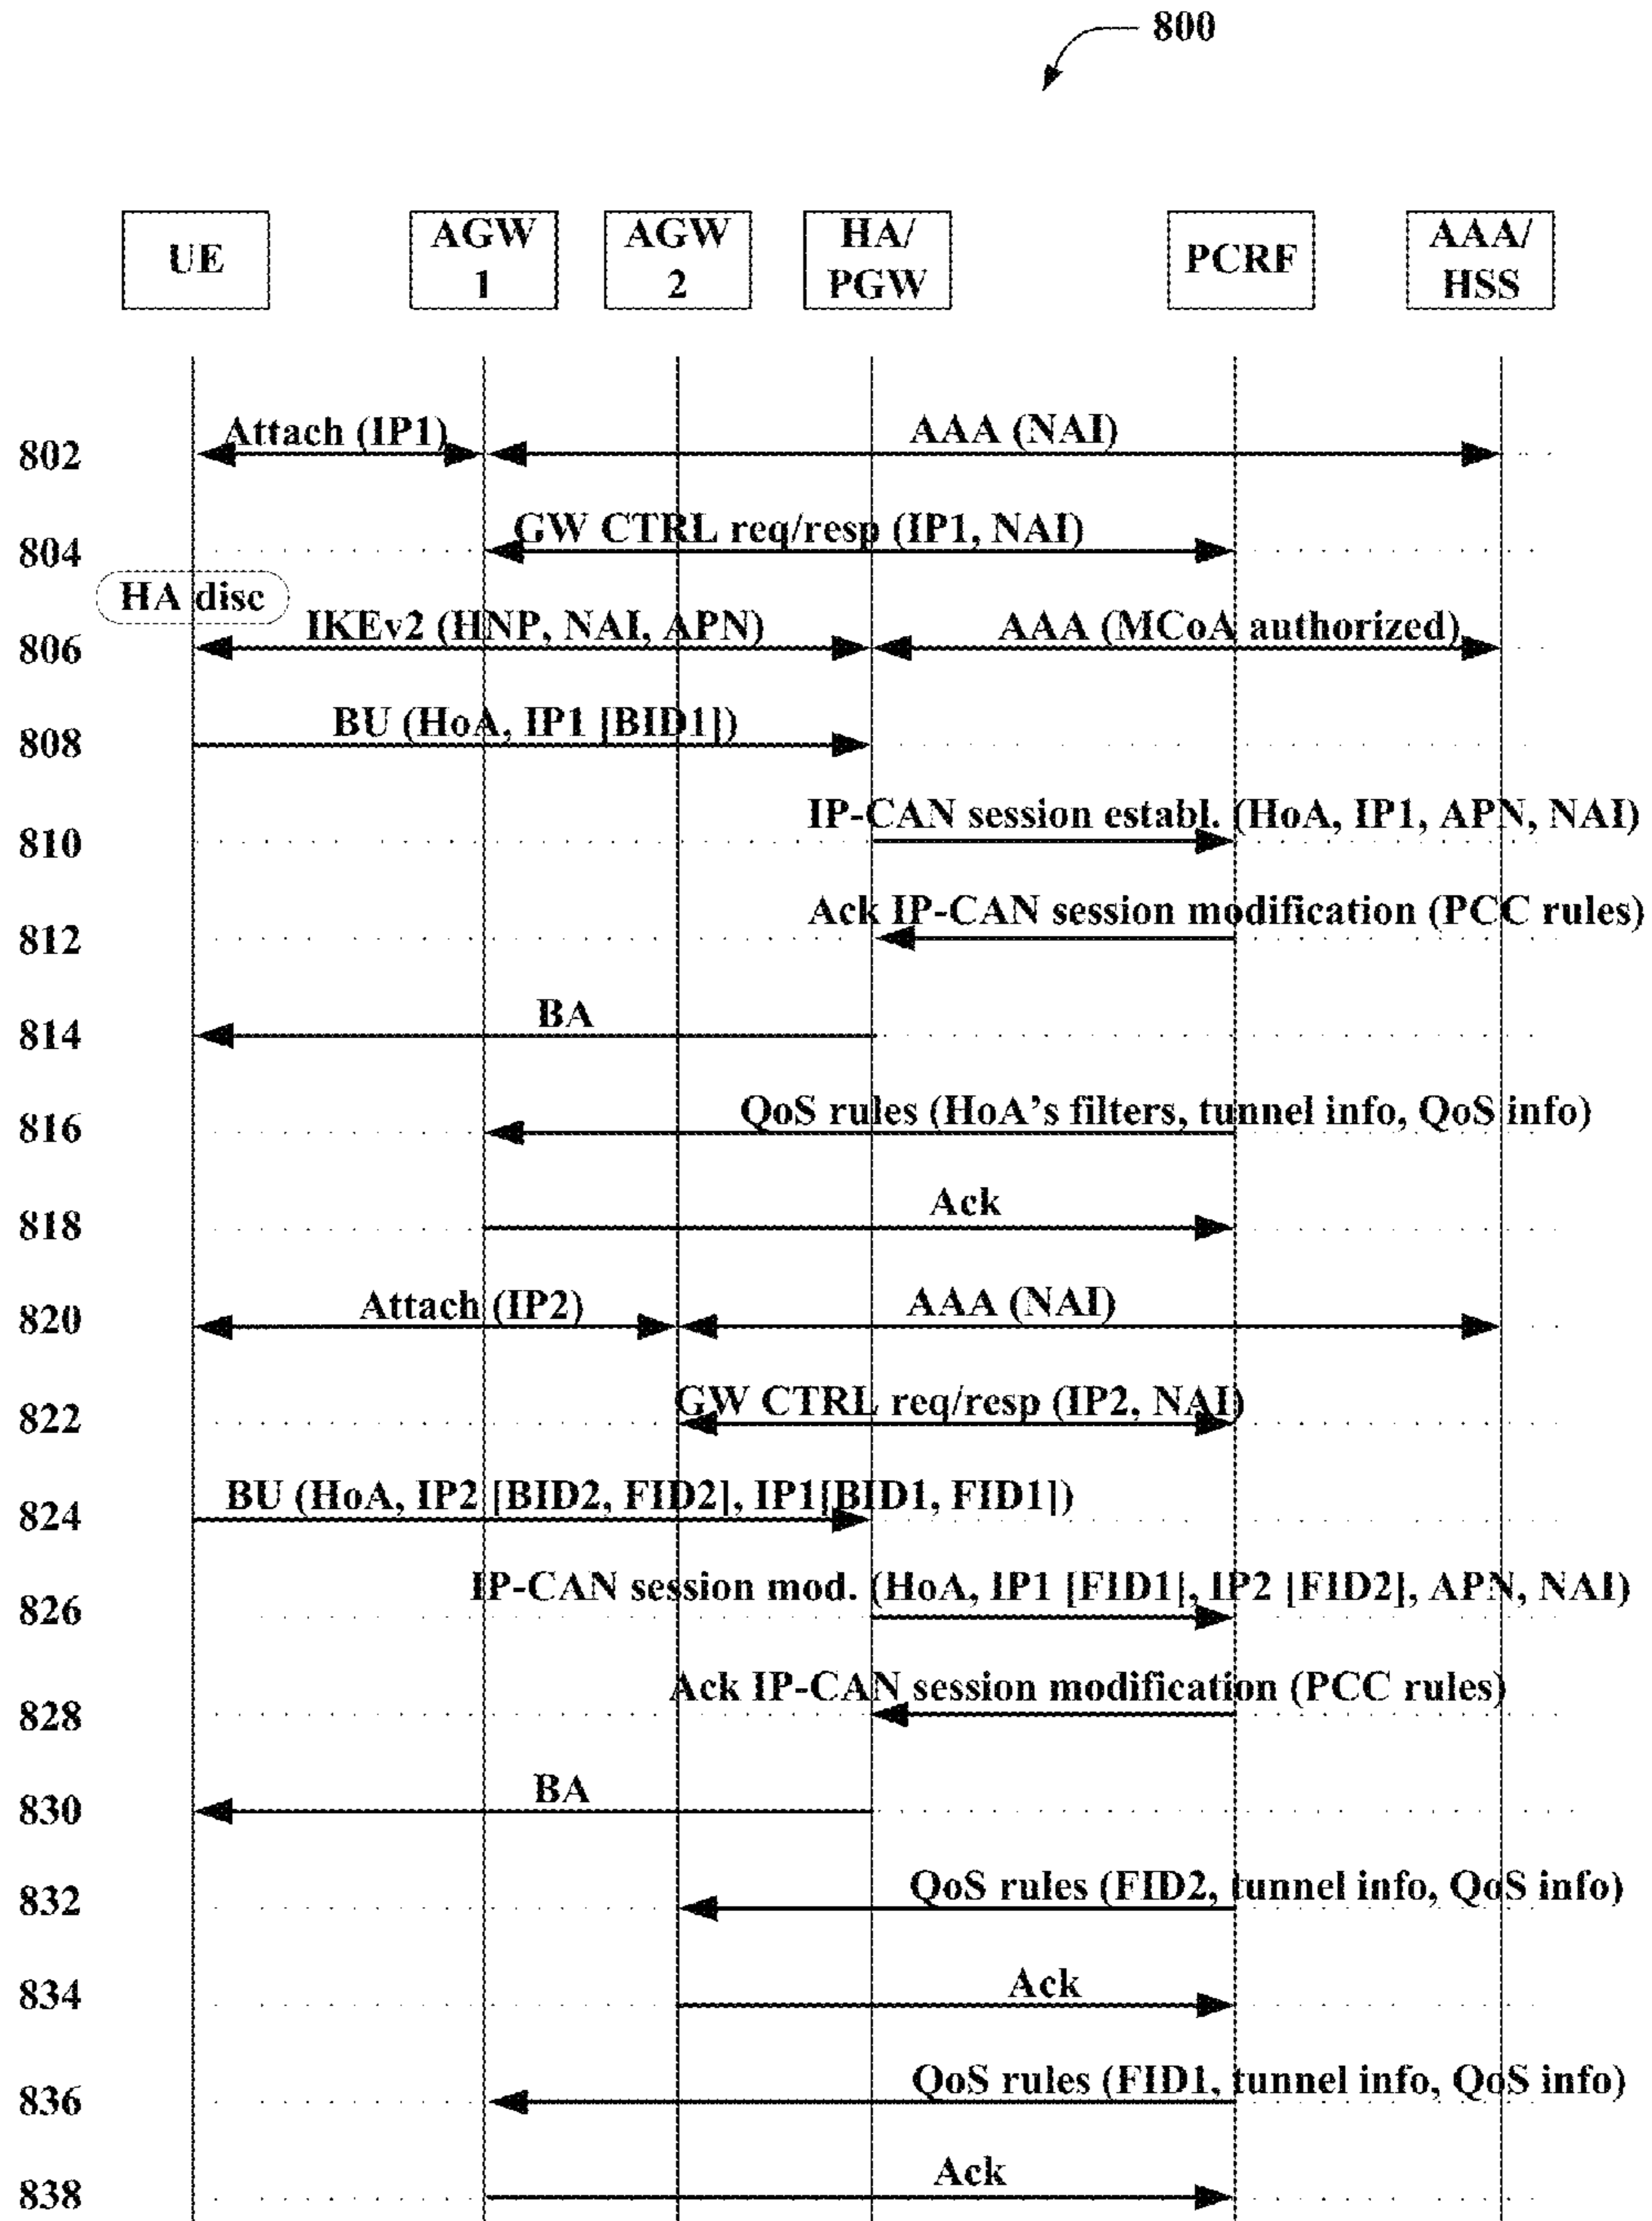 800
UE
AGW
1
AGW
2
HA/
PGW
PCRF
AAA/
HSS
802
Attach (IP1)
AAA (NAI)
804
GW CTRL req/resp (IP1, NAI)
HA disc
806
IKEv2 (HNP, NAI, APN)
AAA (MCoA authorized)
808
BU (HoA, IP1 [BID1])
810
IP-CAN session establ. (HoA, IP1, APN, NAI)
812
Ack IP-CAN session modification (PCC rules)
814
BA
816
QoS rules (HoA's filters, tunnel info, QoS info)
818
Ack
820
Attach (IP2)
AAA (NAI)
822
GW CTRL req/resp (IP2, NAI)
824
BU (HoA, IP2 [BID2, FID2], IP1[BID1, FID1])
826
IP-CAN session mod. (HoA, IP1 [FID1], IP2 [FID2], APN, NAI)
828
Ack IP-CAN session modification (PCC rules)
830
BA
832
QoS rules (FID2, tunnel info, QoS info)
834
Ack
836
QoS rules (FID1, tunnel info, QoS info)
838
Ack